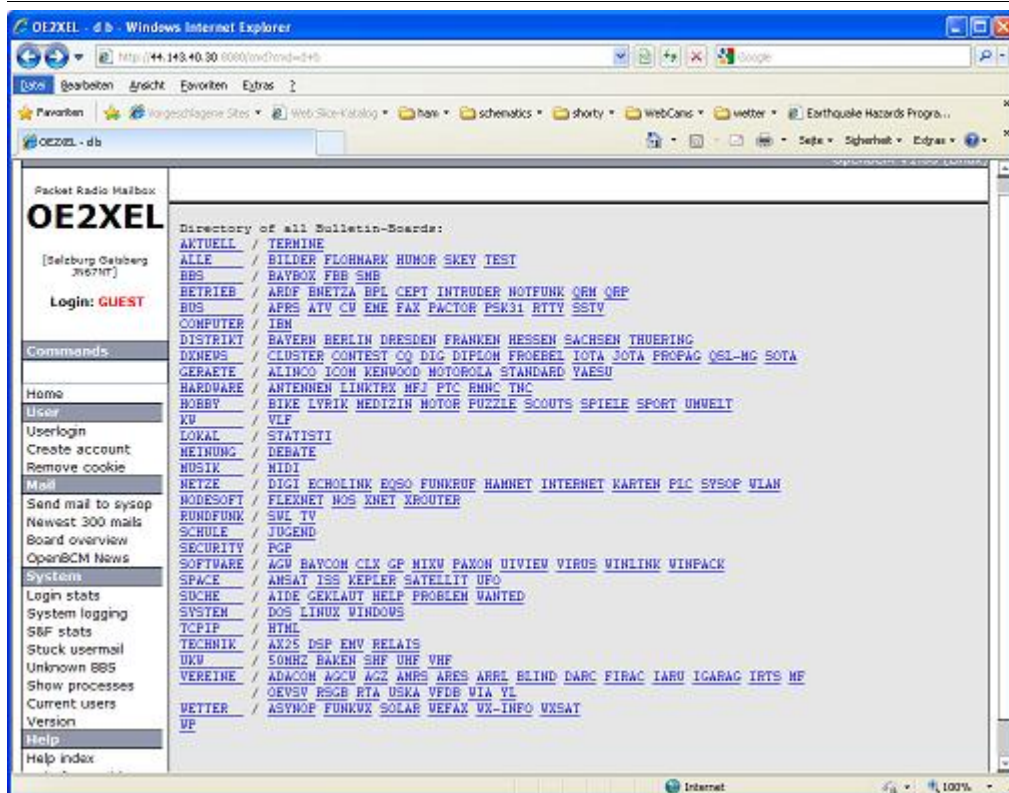 OE2XEL - d b - Windows Internet Explorer
http://44.143.40.30:8080/cmd?cmd=d+b
Google
Datei Bearbeiten Ansicht Favoriten Extras ?
Favoriten Vorgeschlagene Sites Web Slice-Katalog ham schematics shorty WebCams wetter Earthquake Hazards Progra...
OE2XEL - d b
Seite Sicherheit Extras
Packet Radio Mailbox
OE2XEL
[Salzburg Gaisberg
JN67NT]
Login: GUEST
Commands
Home
User
Userlogin
Create account
Remove cookie
Mail
Send mail to sysop
Newest 300 mails
Board overview
OpenBCM News
System
Login stats
System logging
S&F stats
Stuck usermail
Unknown BBS
Show processes
Current users
Version
Help
Help index
Directory of all Bulletin-Boards:
AKTUELL / TERMINE
ALLE / BILDER FLOHMARK HUMOR SKEY TEST
BBS / BAYBOX FBB SMB
BETRIEB / ARDF BNETZA BPL CEPT INTRUDER NOTFUNK QRM QRP
BUS / APRS ATV CW EME FAX PACTOR PSK31 RTTY SSTV
COMPUTER / IBM
DISTRIKT / BAYERN BERLIN DRESDEN FRANKEN HESSEN SACHSEN THUERING
DXNEWS / CLUSTER CONTEST CQ DIG DIPLOM FROEBEL IOTA JOTA PROPAG QSL-MG SOTA
GERAETE / ALINCO ICOM KENWOOD MOTOROLA STANDARD YAESU
HARDWARE / ANTENNEN LINKTRX MFJ PTC RMNC TNC
HOBBY / BIKE LYRIK MEDIZIN MOTOR PUZZLE SCOUTS SPIELE SPORT UMWELT
KW / VLF
LOKAL / STATISTI
MEINUNG / DEBATE
MUSIK / MIDI
NETZE / DIGI ECHOLINK EQSO FUNKRUF HAMNET INTERNET KARTEN PLC SYSOP WLAN
NODESOFT / FLEXNET NOS XNET XROUTER
RUNDFUNK / SWL TV
SCHULE / JUGEND
SECURITY / PGP
SOFTWARE / AGW BAYCOM CLX GP MIXW PAXON UIVIEW VIRUS WINLINK WINPACK
SPACE / AMSAT ISS KEPLER SATELLIT UFO
SUCHE / AIDE GEKLAUT HELP PROBLEM WANTED
SYSTEM / DOS LINUX WINDOWS
TCPIP / HTML
TECHNIK / AX25 DSP EMV RELAIS
UKW / 50MHZ BAKEN SHF UHF VHF
VEREINE / ADACOM AGCW AGZ AMRS ARES ARRL BLIND DARC FIRAC IARU IGARAG IRTS MF
/ OEVSV RSGB RTA USKA VFDB WIA YL
WETTER / ASYNOP FUNKWX SOLAR WEFAX WX-INFO WXSAT
WP
Internet
100%